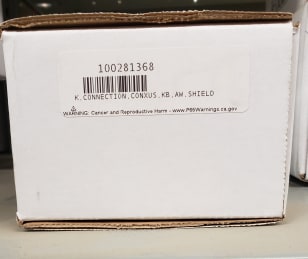 100281368
K.CONNECTION.CONXUS.KB.AW.SHIELD
WARNING: Cancer and Reproductive Harm - www.P65Warnings.ca.gov